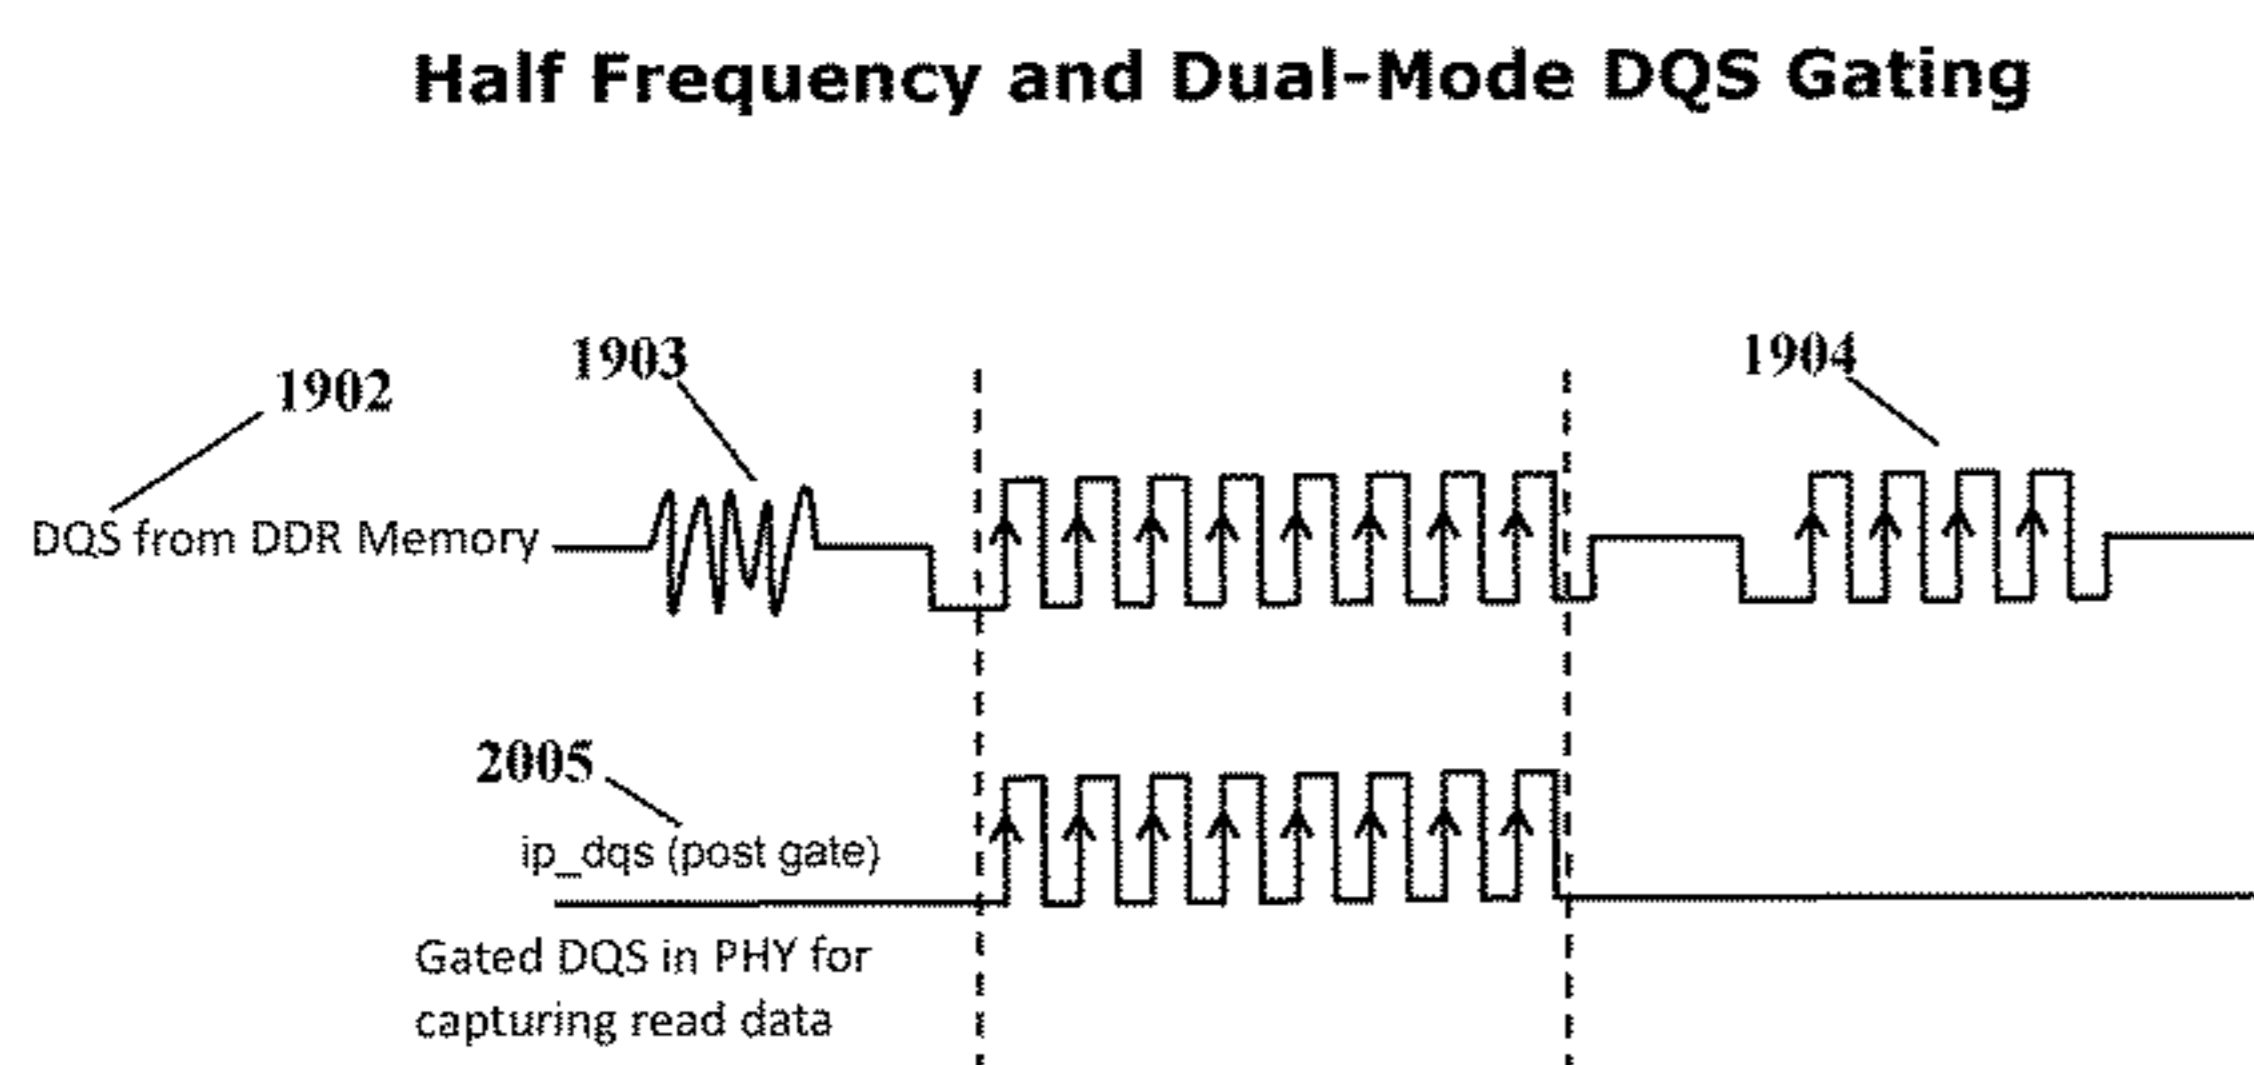 Half Frequency and Dual-Mode DQS Gating
1903
1904
1902
DQS from DDR Memory
2005
ip_dqs (post gate)
Gated DQS in PHY for
capturing read data